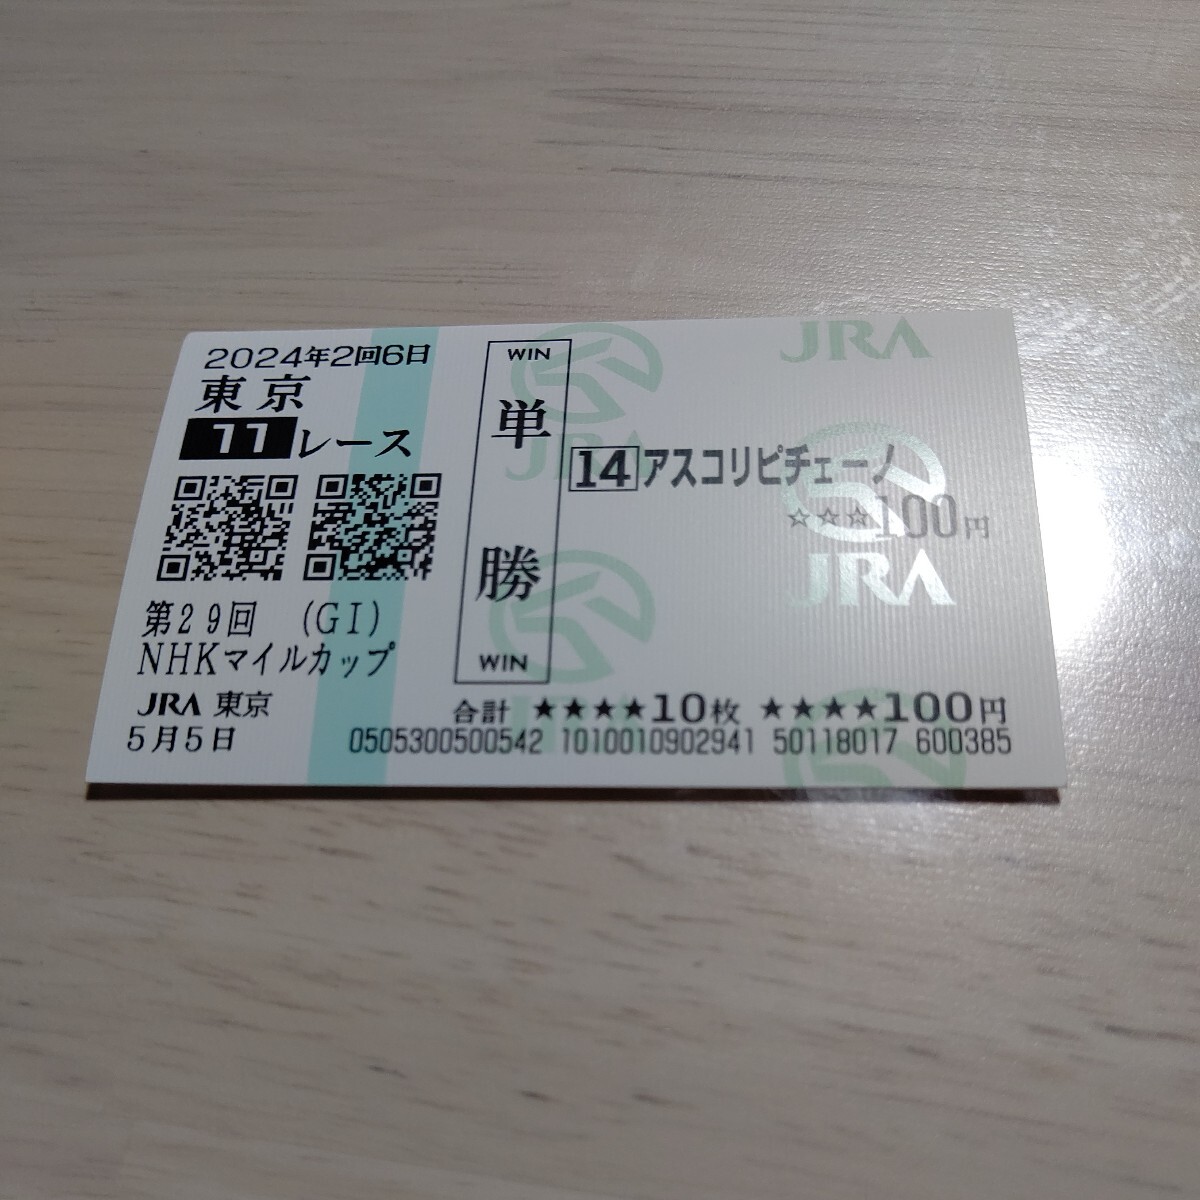 2024年2回6日
東京
11レース
第29回 (GI)
NHKマイルカップ
JRA 東京
5月5日
WIN
単勝
WIN
14アスコリピチェーノ
☆☆☆100円
合計 ★★★★10枚 ★★★★100円
0505300500542 1010010902941 50118017 600385
JRA
JRA
JRA